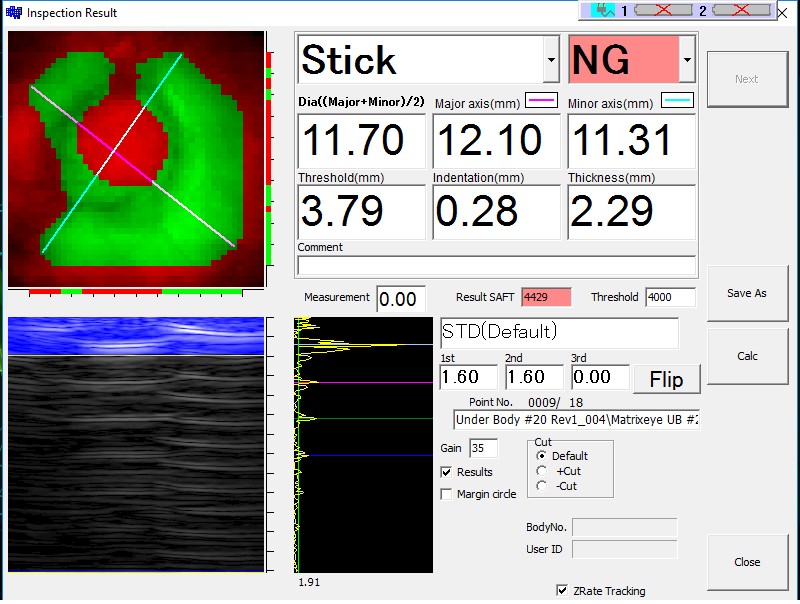 Inspection Result
1
2
Stick
NG
Next
Dia((Major+Minor)/2)
Major axis(mm)
Minor axis(mm)
11.70
12.10
11.31
Threshold(mm)
Indentation(mm)
Thickness(mm)
3.79
0.28
2.29
Comment
Measurement
0.00
Result SAFT
4429
Threshold
4000
Save As
STD(Default)
1st
2nd
3rd
1.60
1.60
0.00
Flip
Calc
Point No.
0009/ 18
Under Body #20 Rev1_004\Matrixeye UB #2
Gain
35
Cut
Default
+Cut
-Cut
Results
Margin circle
BodyNo.
User ID
Close
1.91
ZRate Tracking